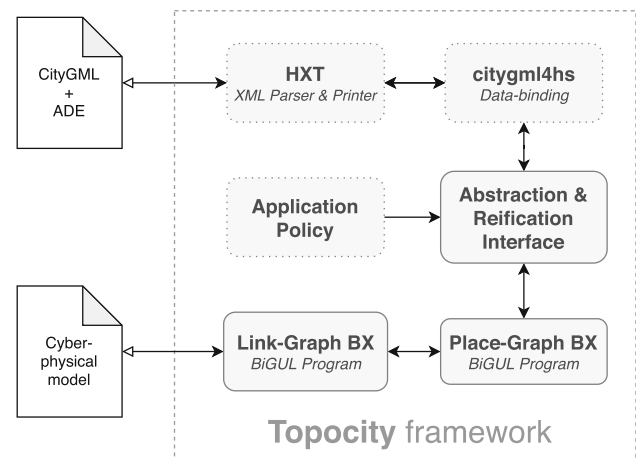 CityGML
+
ADE
HXT
XML Parser & Printer
citygml4hs
Data-binding
Application
Policy
Abstraction &
Reification
Interface
Cyber-
physical
model
Link-Graph BX
BiGUL Program
Place-Graph BX
BiGUL Program
Topocity framework